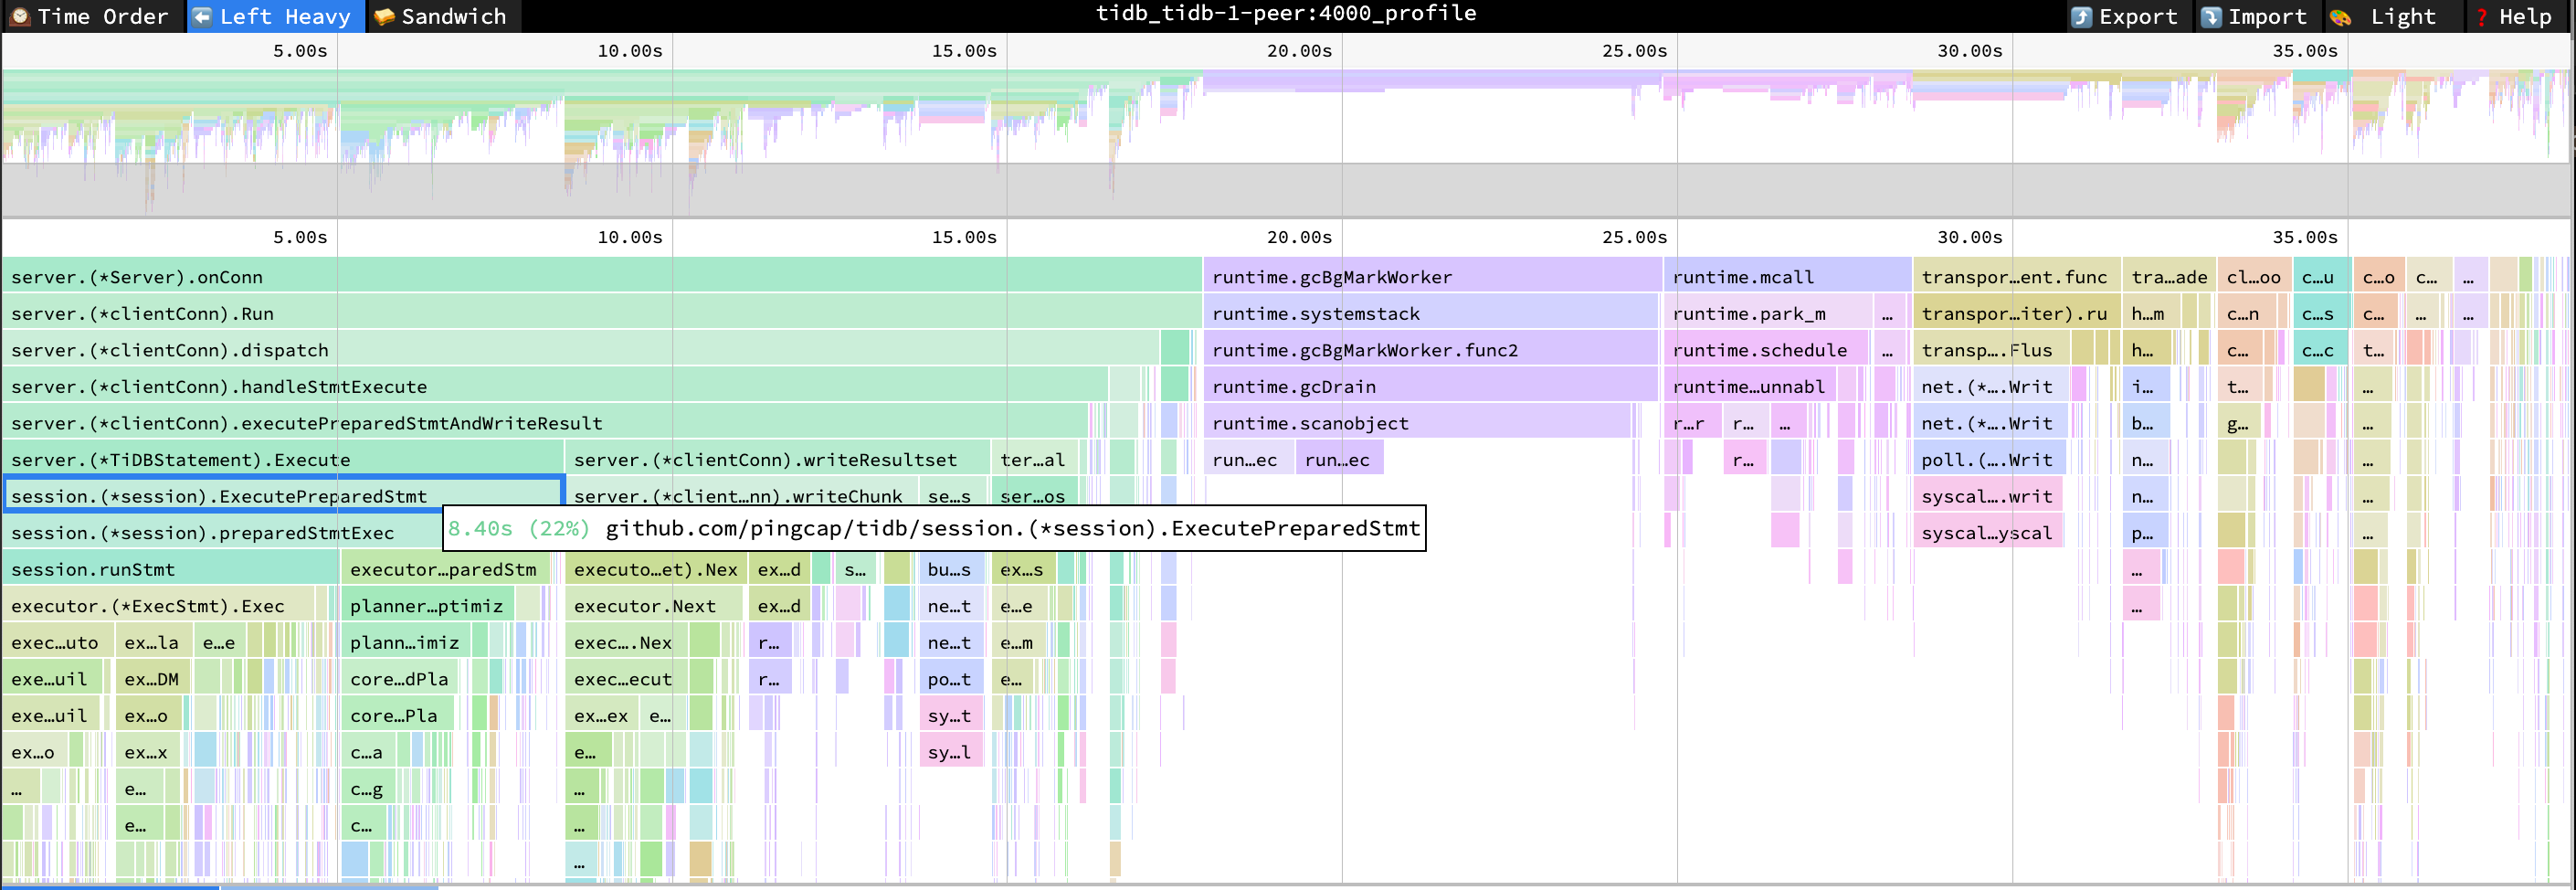 Time Order Left Heavy Sandwich tidb_tidb-1-peer:4000_profile Export Import Light Help
5.00s 10.00s 15.00s 20.00s 25.00s 30.00s 35.00s
5.00s 10.00s 15.00s 20.00s 25.00s 30.00s 35.00s
server.(*Server).onConn runtime.gcBgMarkWorker runtime.mcall transpor…ent.func tra…ade cl…oo c…u c…o c… …
server.(*clientConn).Run runtime.systemstack runtime.park_m … transpor…iter).ru h…m c…n c…s c… … …
server.(*clientConn).dispatch runtime.gcBgMarkWorker.func2 runtime.schedule … transp….Flus h… c… c…c t…
server.(*clientConn).handleStmtExecute runtime.gcDrain runtime…unnabl net.(*….Writ i… t… …
server.(*clientConn).executePreparedStmtAndWriteResult runtime.scanobject r…r r… … net.(*….Writ b… g… …
server.(*TiDBStatement).Execute server.(*clientConn).writeResultset ter…al run…ec run…ec r… poll.(….Writ n… …
session.(*session).ExecutePreparedStmt server.(*client…nn).writeChunk se…s ser…os syscal….writ n… …
session.(*session).preparedStmtExec 8.40s (22%) github.com/pingcap/tidb/session.(*session).ExecutePreparedStmt syscal…yscal p… …
session.runStmt executor…paredStm executo…et).Nex ex…d s… bu…s ex…s …
executor.(*ExecStmt).Exec planner…ptimiz executor.Next ex…d ne…t e…e …
exec…uto ex…la e…e plann…imiz exec….Nex r… ne…t e…m
exe…uil ex…DM core…dPla exec…ecut r… po…t e…
exe…uil ex…o core…Pla ex…ex e… sy…t
ex…o ex…x c…a e… sy…l
… e… c…g …
e… c… …
…